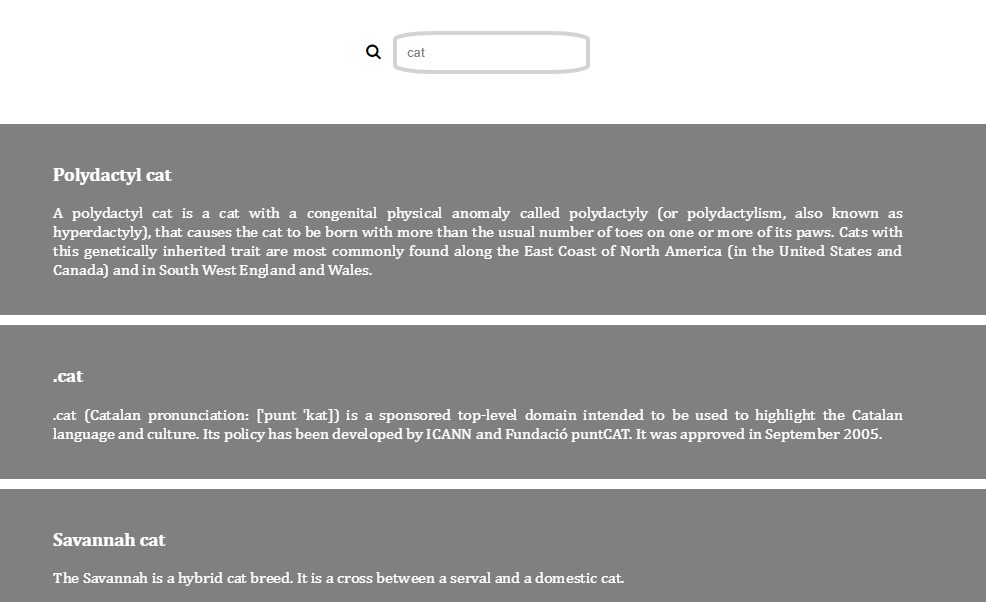 cat
Polydactyl cat
A polydactyl cat is a cat with a congenital physical anomaly called polydactyly (or polydactylism, also known as
hyperdactyly), that causes the cat to be born with more than the usual number of toes on one or more of its paws. Cats with
this genetically inherited trait are most commonly found along the East Coast of North America (in the United States and
Canada) and in South West England and Wales.
.cat
.cat (Catalan pronunciation: ['punt 'kat]) is a sponsored top-level domain intended to be used to highlight the Catalan
language and culture. Its policy has been developed by ICANN and Fundació puntCAT. It was approved in September 2005.
Savannah cat
The Savannah is a hybrid cat breed. It is a cross between a serval and a domestic cat.